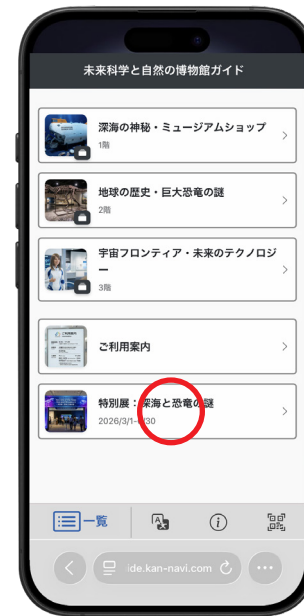 未来科学と自然の博物館ガイド
深海の神秘・ミュージアムショップ
1階
地球の歴史・巨大恐竜の謎
2階
宇宙フロンティア・未来のテクノロジ
ー
3階
ご利用案内
特別展：深海と恐竜の謎
2026/3/1-6/30
一覧
ide.kan-navi.com